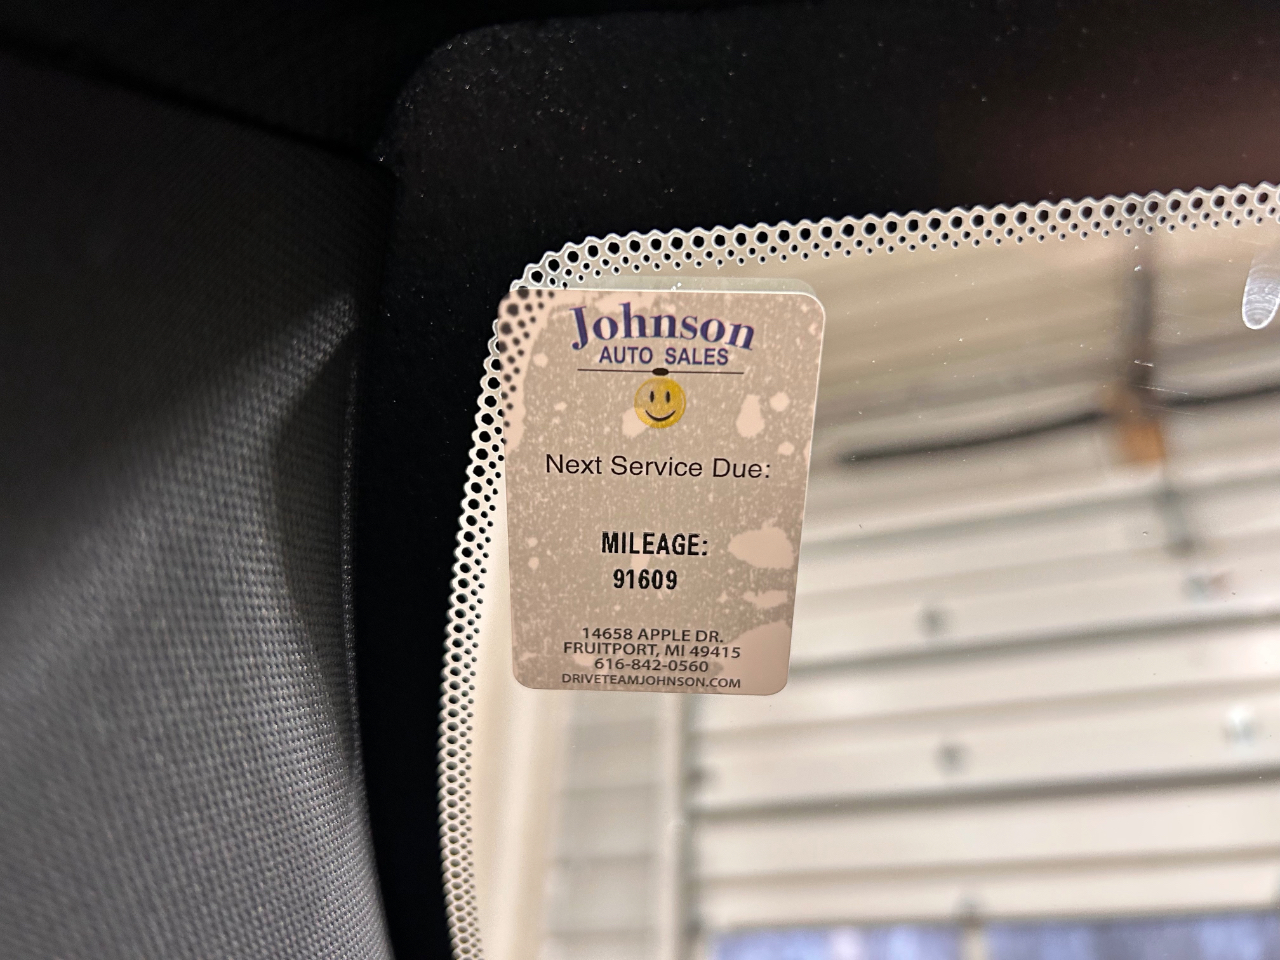 Johnson
AUTO SALES
Next Service Due:
MILEAGE:
91609
14658 APPLE DR.
FRUITPORT, MI 49415
616-842-0560
DRIVETEAMJOHNSON.COM